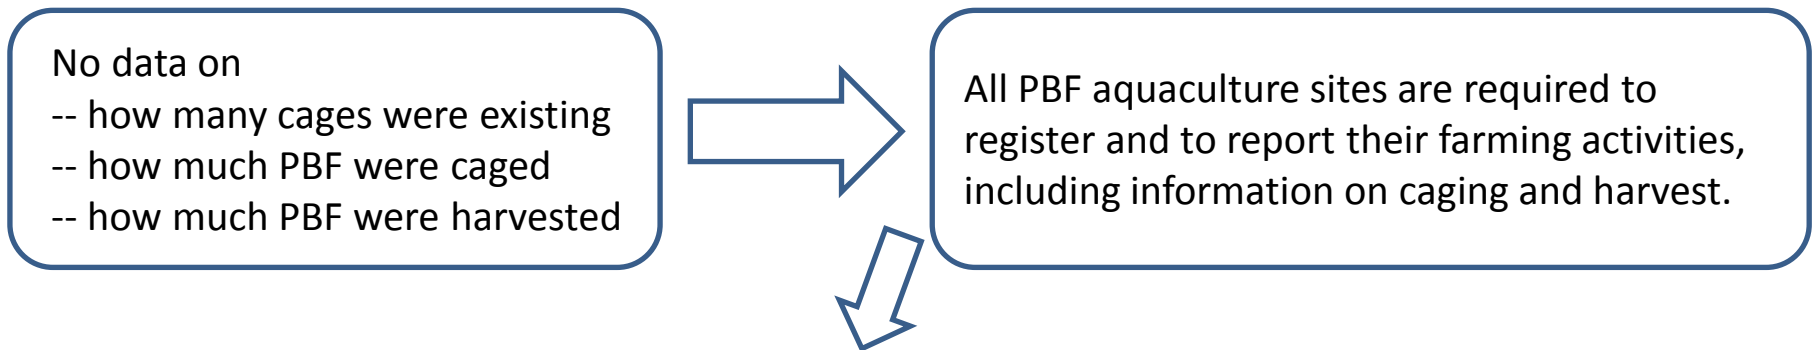 No data on
-- how many cages were existing
-- how much PBF were caged
-- how much PBF were harvested
All PBF aquaculture sites are required to
register and to report their farming activities,
including information on caging and harvest.